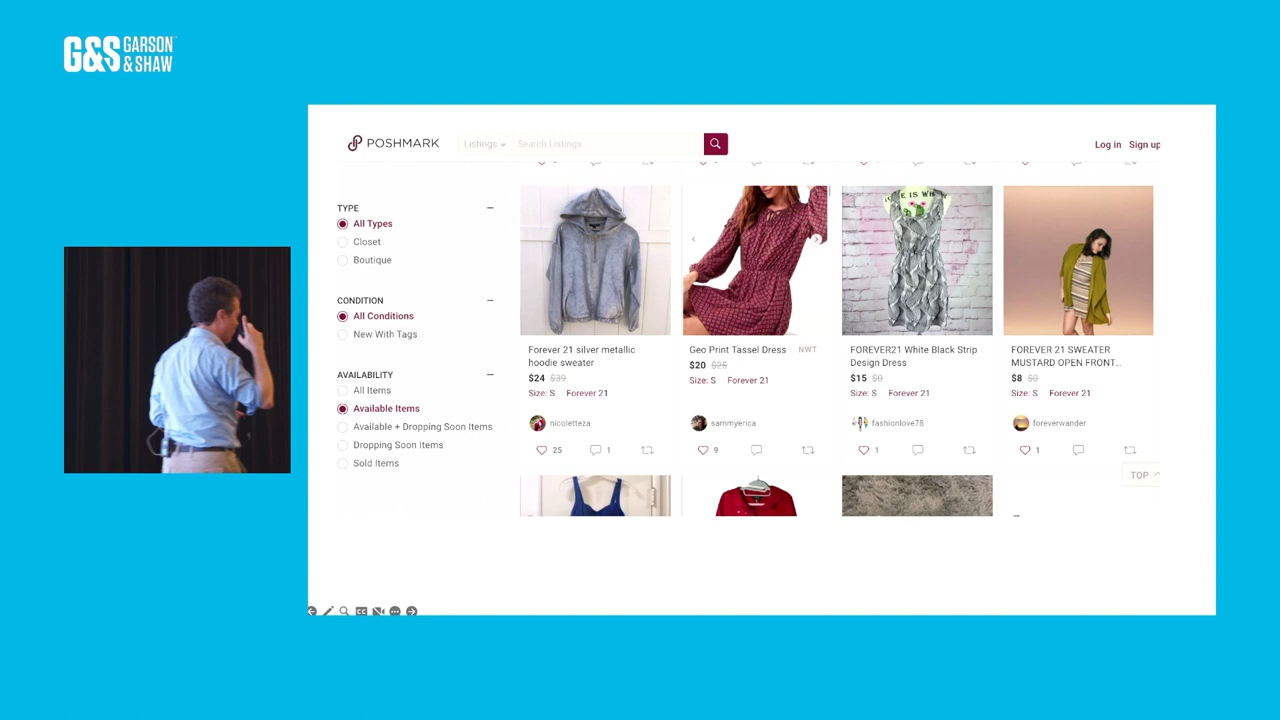 G&S GARSON
& SHAW
POSHMARK
Listings
Search Listings
Log in
Sign up
TYPE
All Types
Closet
Boutique
CONDITION
All Conditions
New With Tags
AVAILABILITY
All Items
Available Items
Available + Dropping Soon Items
Dropping Soon Items
Sold Items
Forever 21 silver metallic
hoodie sweater
$24 $39
Size: S Forever 21
nicoletteza
25 1
Geo Print Tassel Dress NWT
$20 $25
Size: S Forever 21
sammyerica
9
FOREVER21 White Black Strip
Design Dress
$15 $0
Size: S Forever 21
fashionlove78
1
FOREVER 21 SWEATER
MUSTARD OPEN FRONT...
$8 $0
Size: S Forever 21
foreverwander
1
TOP
CC